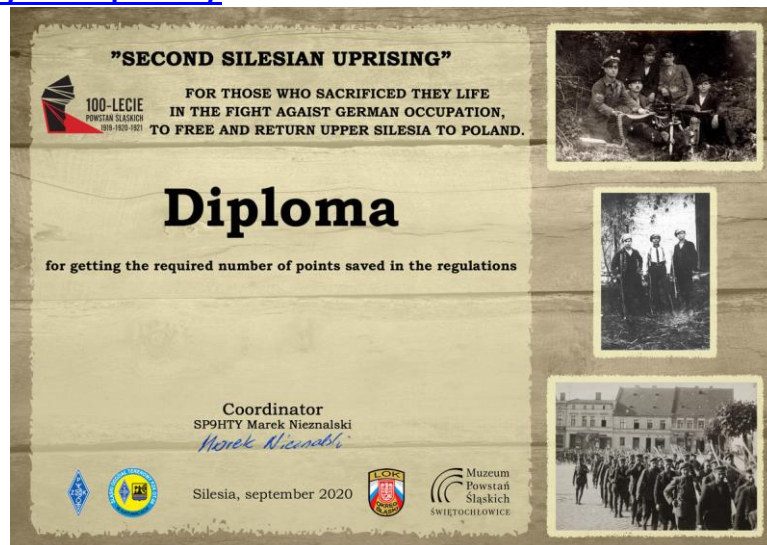 "SECOND SILESIAN UPRISING"
FOR THOSE WHO SACRIFICED THEY LIFE
IN THE FIGHT AGAIST GERMAN OCCUPATION,
TO FREE AND RETURN UPPER SILESIA TO POLAND.
100-LECIE
POWSTAŃ ŚLĄSKICH
1919-1920-1921
Diploma
for getting the required number of points saved in the regulations
Coordinator
SP9HTY Marek Nieznalski
Marek Nieznalski
Silesia, september 2020
LOK
OKRĘG
ŚLĄSKI
Muzeum
Powstań
Śląskich
ŚWIĘTOCHŁOWICE